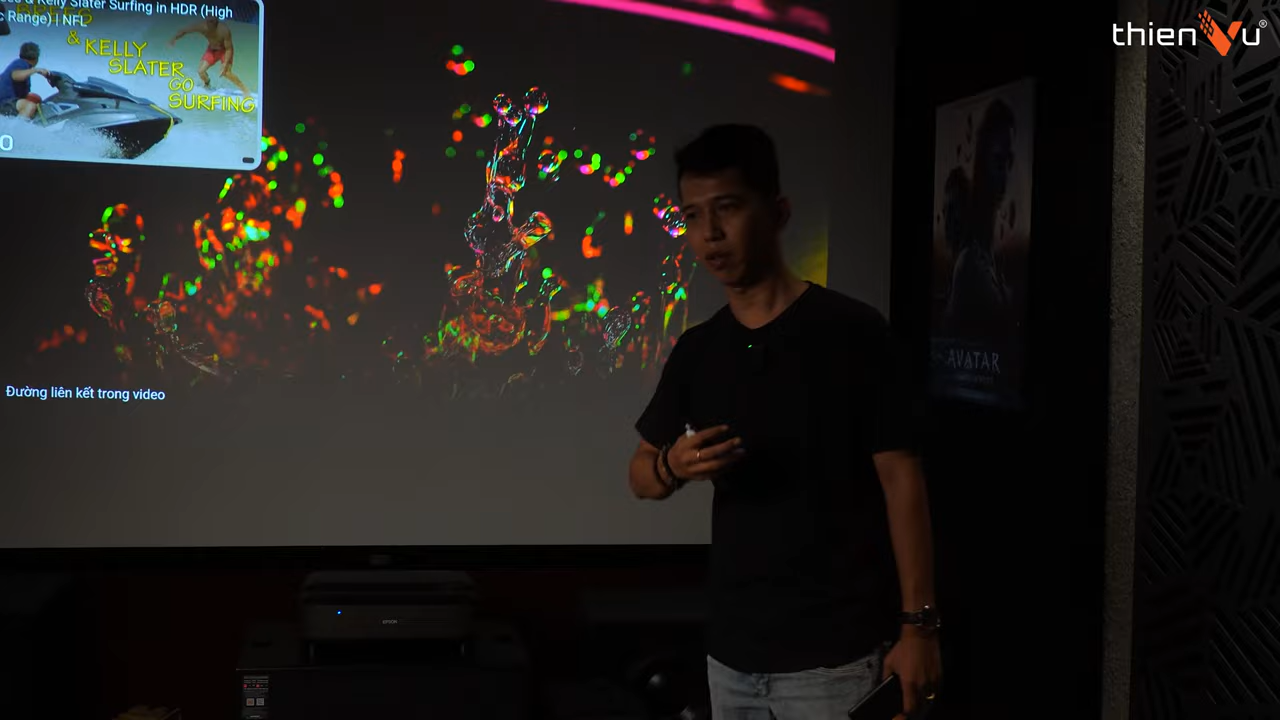 & Kelly Slater Surfing in HDR (High
Range) | NFL
& KELLY
SLATER
GO
SURFING
thienVu®
AVATAR
Đường liên kết trong video
EPSON